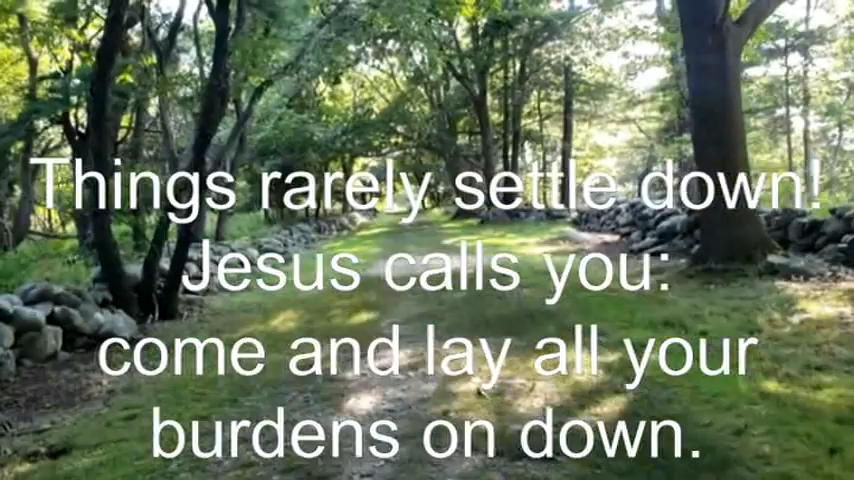 Things rarely settle down!
Jesus calls you:
come and lay all your
burdens on down.